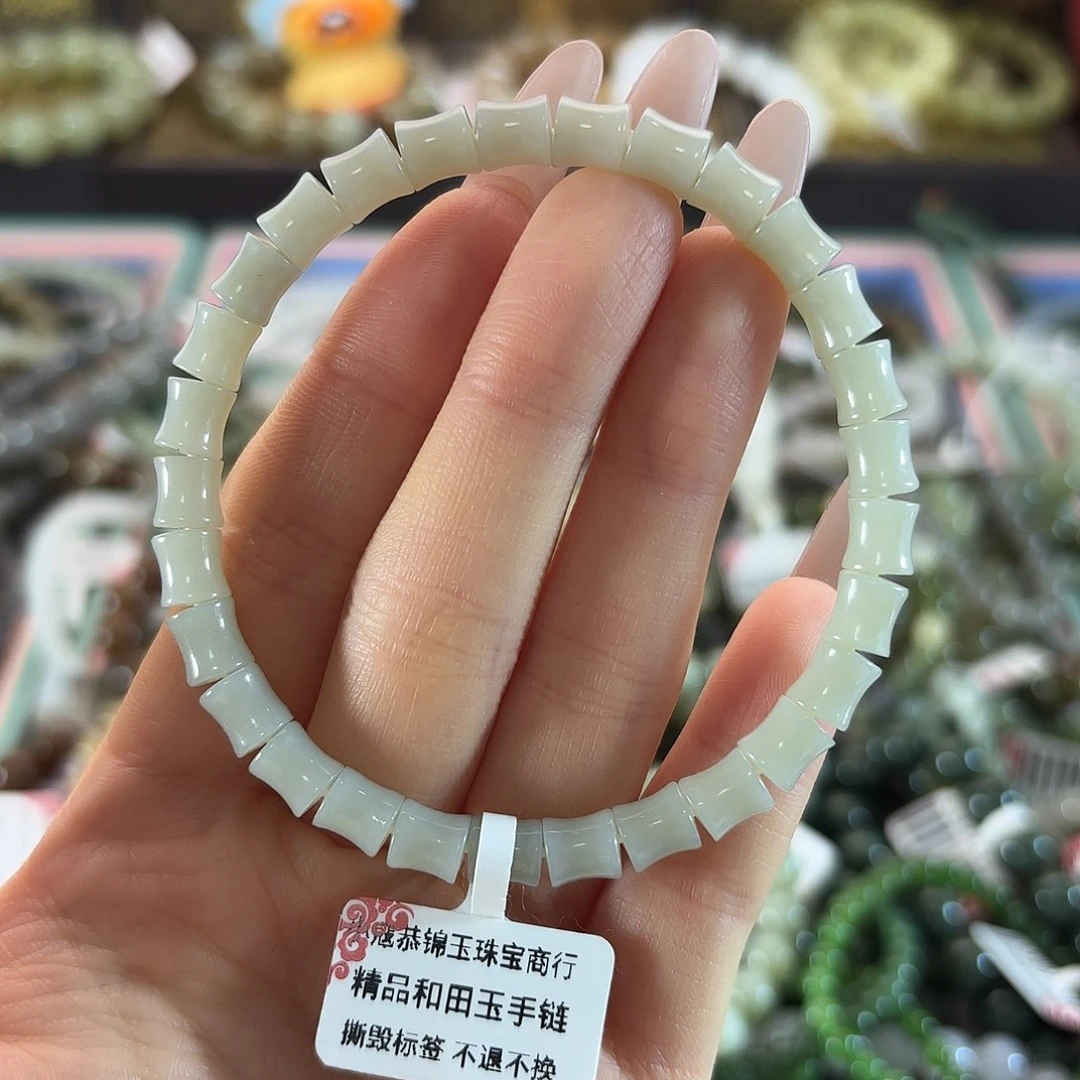 蔻恭锦玉珠宝商行
精品和田玉手链
撕毁标签 不退不换